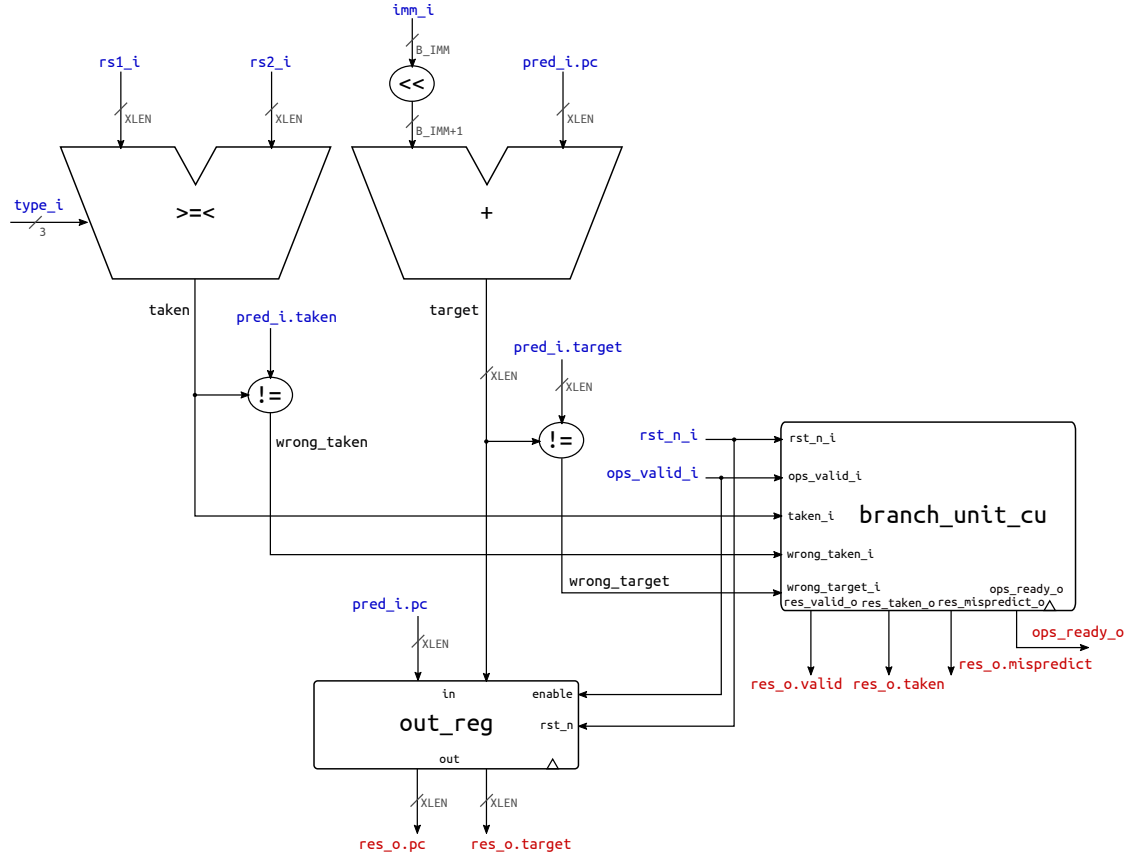 imm_i
B_IMM
rs1_i
rs2_i
<<
pred_i.pc
XLEN
XLEN
B_IMM+1
XLEN
type_i
3
>=<
+
taken
target
pred_i.taken
pred_i.target
XLEN
XLEN
!=
!=
wrong_taken
rst_n_i
rst_n_i
ops_valid_i
ops_valid_i
taken_i
branch_unit_cu
wrong_taken_i
wrong_target
wrong_target_i
ops_ready_o
res_valid_o
res_taken_o
res_mispredict_o
pred_i.pc
XLEN
ops_ready_o
res_o.mispredict
res_o.valid
res_o.taken
in
enable
out_reg
rst_n
out
XLEN
XLEN
res_o.pc
res_o.target